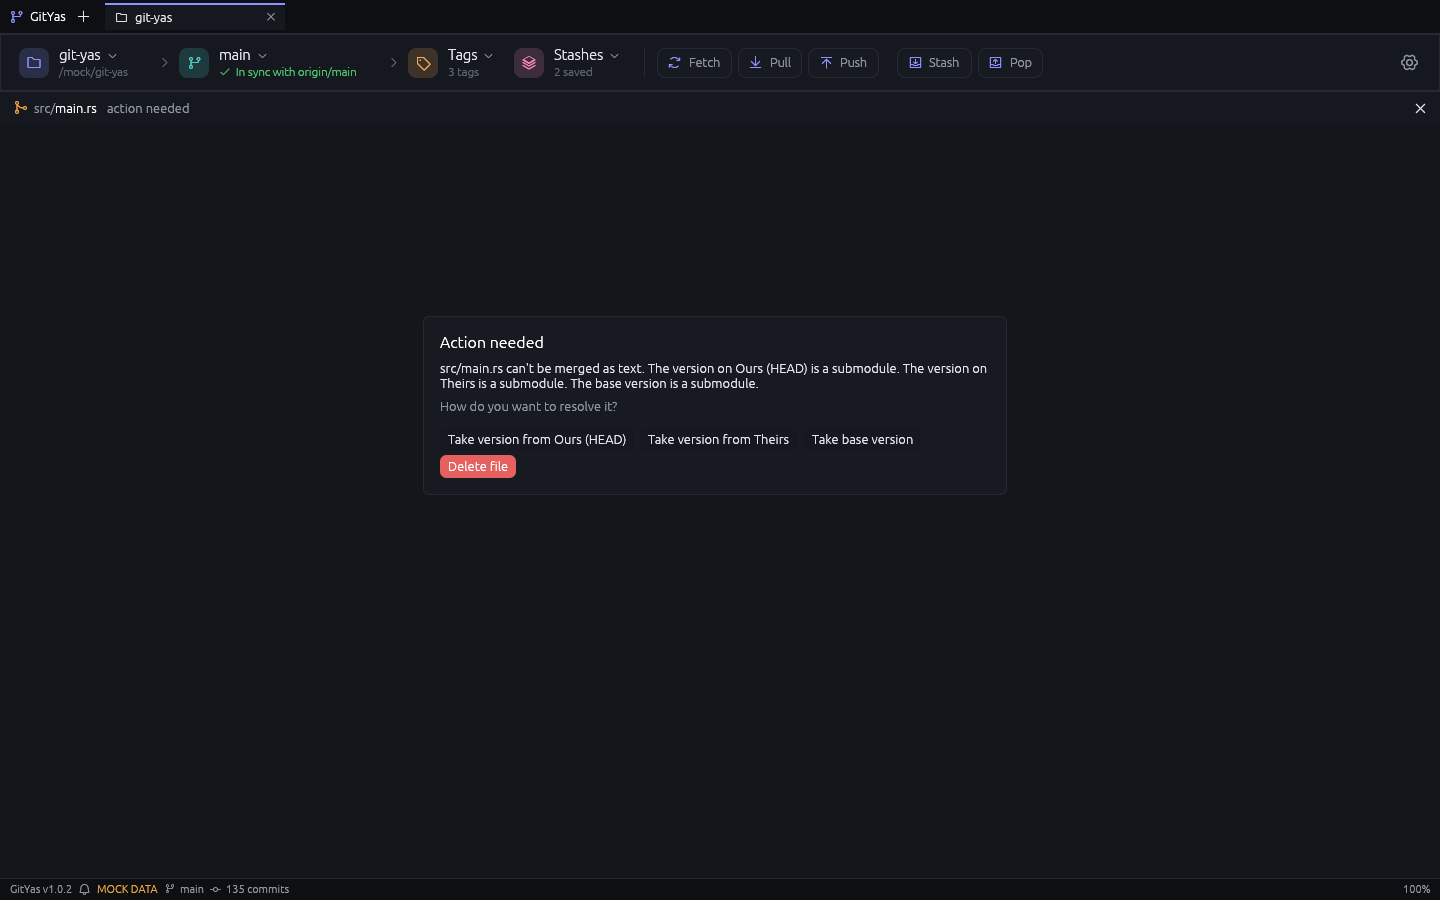 GitYas
git-yas
git-yas
/mock/git-yas
main
In sync with origin/main
Tags
3 tags
Stashes
2 saved
Fetch
Pull
Push
Stash
Pop
src/main.rs action needed
Action needed
src/main.rs can't be merged as text. The version on Ours (HEAD) is a submodule. The version on
Theirs is a submodule. The base version is a submodule.
How do you want to resolve it?
Take version from Ours (HEAD)
Take version from Theirs
Take base version
Delete file
GitYas v1.0.2
MOCK DATA
main
135 commits
100%